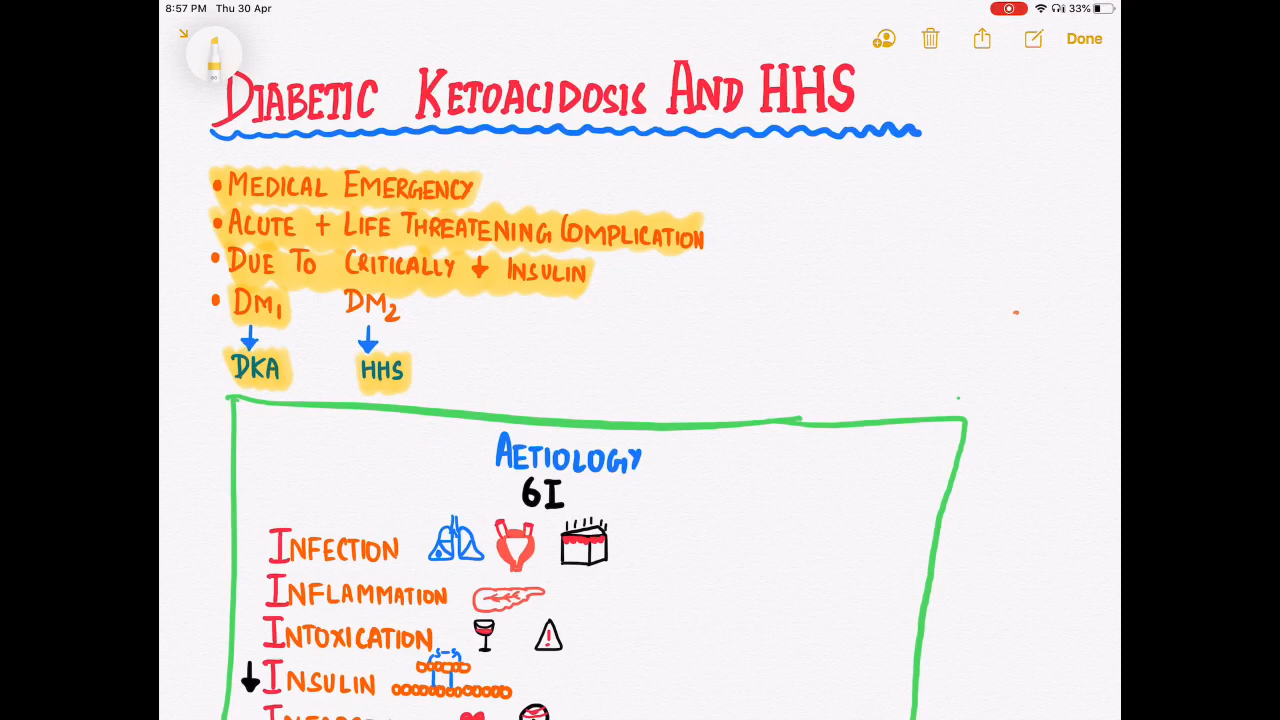 8:57 PM Thu 30 Apr
33%
Done
DIABETIC KETOACIDOSIS AND HHS
• MEDICAL EMERGENCY
• ACUTE + LIFE THREATENING COMPLICATION
• DUE TO CRITICALLY ↓ INSULIN
• DM1 DM2
↓ ↓
DKA HHS
AETIOLOGY
6I
INFECTION
INFLAMMATION
INTOXICATION
S-S
↓ INSULIN